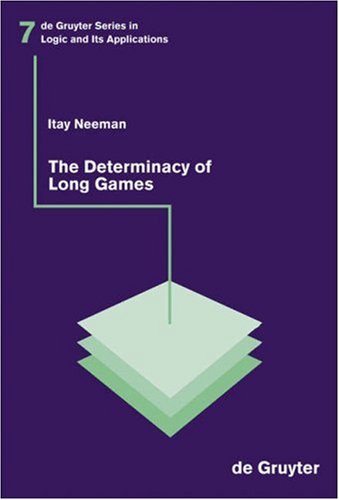 7
de Gruyter Series in
Logic and Its Applications
Itay Neeman
The Determinacy of
Long Games
de Gruyter